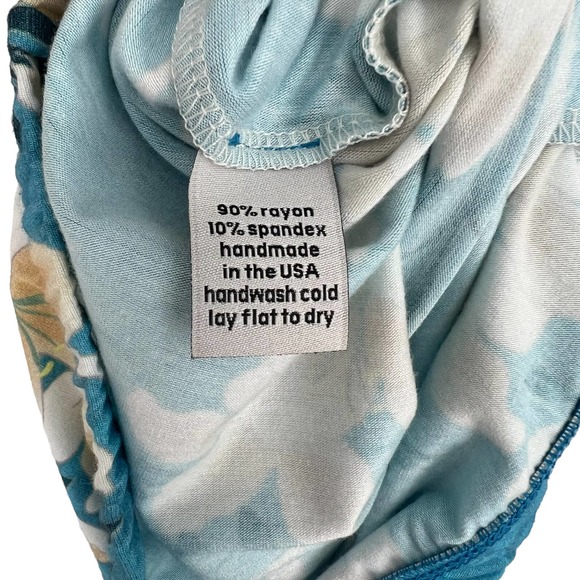 90% rayon
10% spandex
handmade
in the USA
handwash cold
lay flat to dry